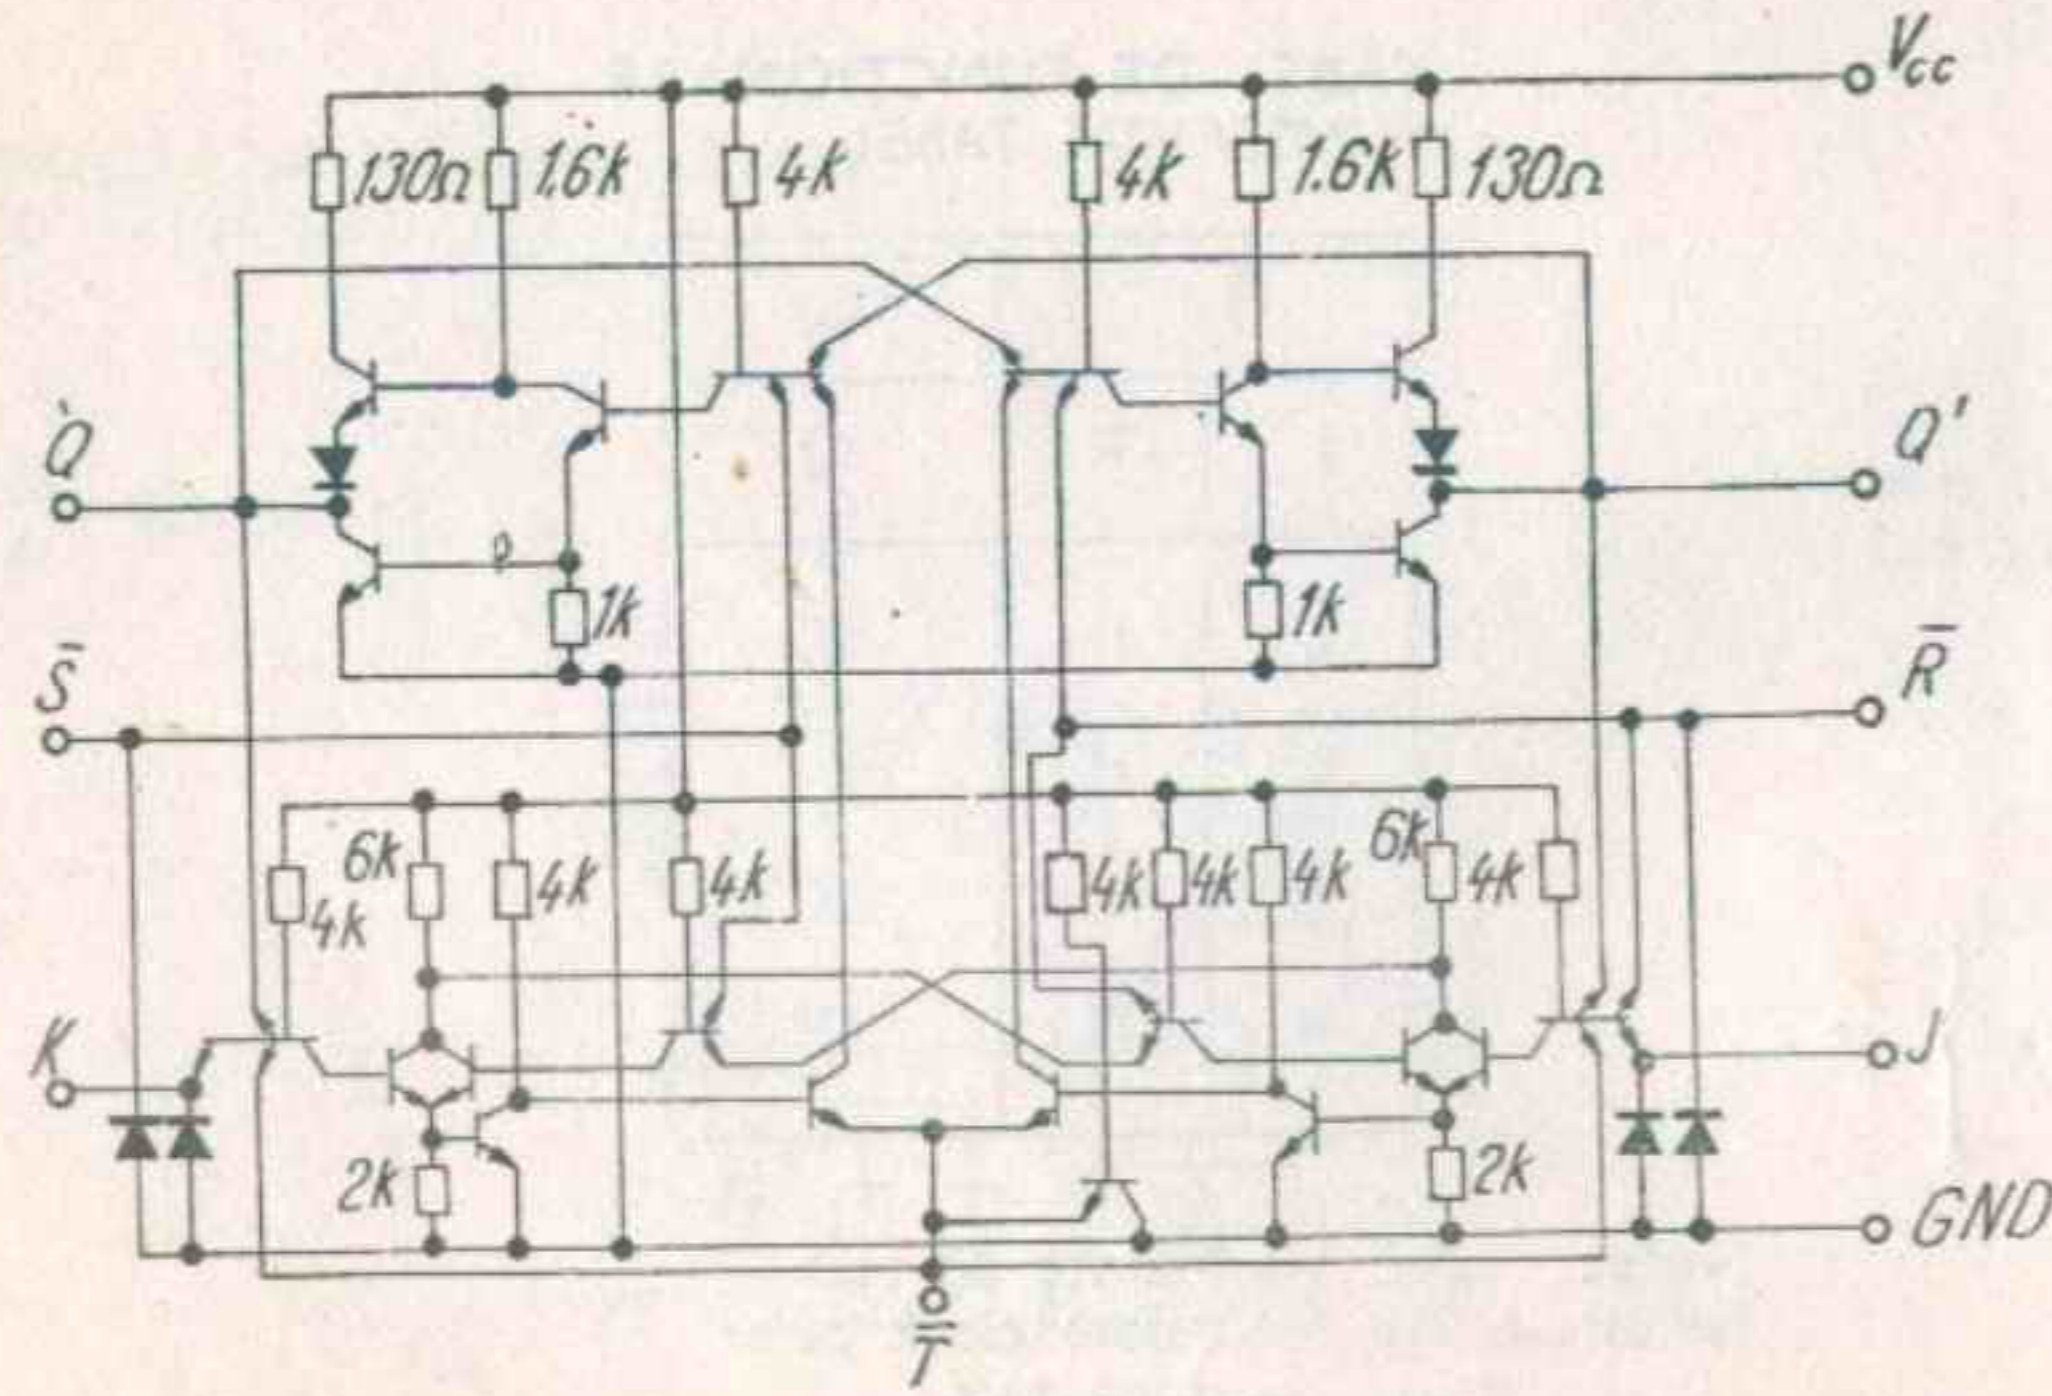 Vcc
130Ω 1.6k 4k 4k 1.6k 130Ω
Q Q'
1k 1k
S̅ R̅
6k 4k 4k 4k 4k 4k 6k 4k
4k
K J
2k 2k
GND
T̅